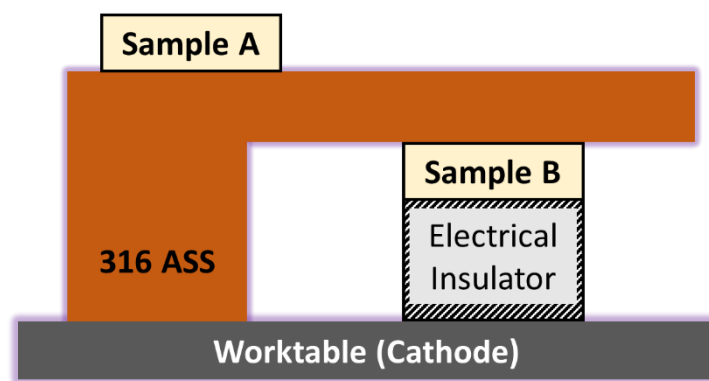 Sample A
Sample B
Electrical
Insulator
316 ASS
Worktable (Cathode)